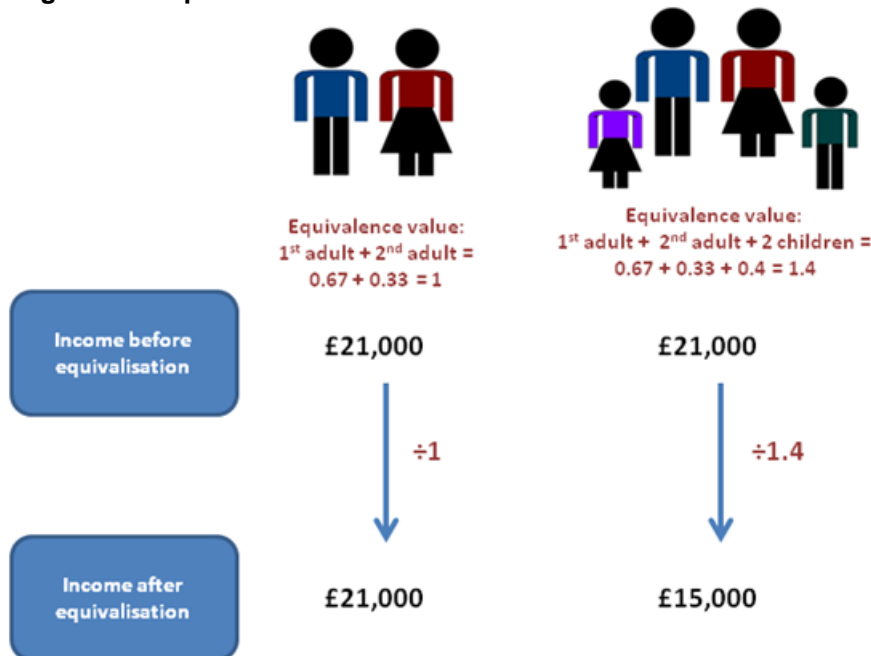 Equivalence value:
1st adult + 2nd adult =
0.67 + 0.33 = 1
Equivalence value:
1st adult + 2nd adult + 2 children =
0.67 + 0.33 + 0.4 = 1.4
Income before
equivalisation
£21,000
£21,000
÷1
÷1.4
Income after
equivalisation
£21,000
£15,000